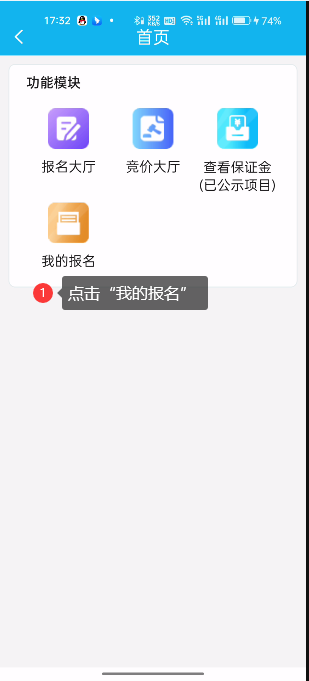 17:32 74%
首页
功能模块
报名大厅 竞价大厅 查看保证金
(已公示项目)
我的报名
1 点击“我的报名”